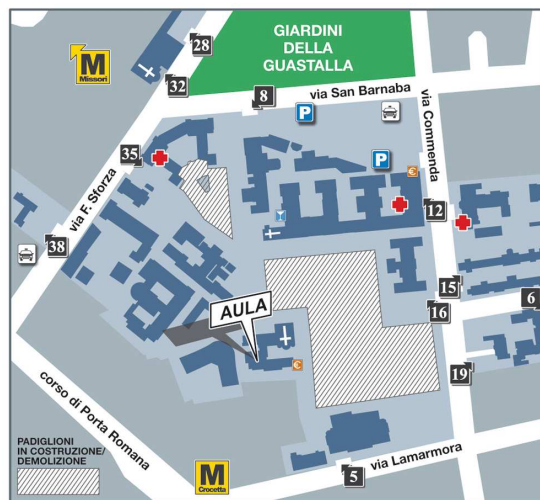 GIARDINI
DELLA
GUASTALLA
28
M
Missori
32
8
via San Barnaba
P
via Commenda
35
P
€
via F. Sforza
12
38
15
6
AULA
16
€
19
corso di Porta Romana
PADIGLIONI
IN COSTRUZIONE/
DEMOLIZIONE
M
Crocetta
5
via Lamarmora